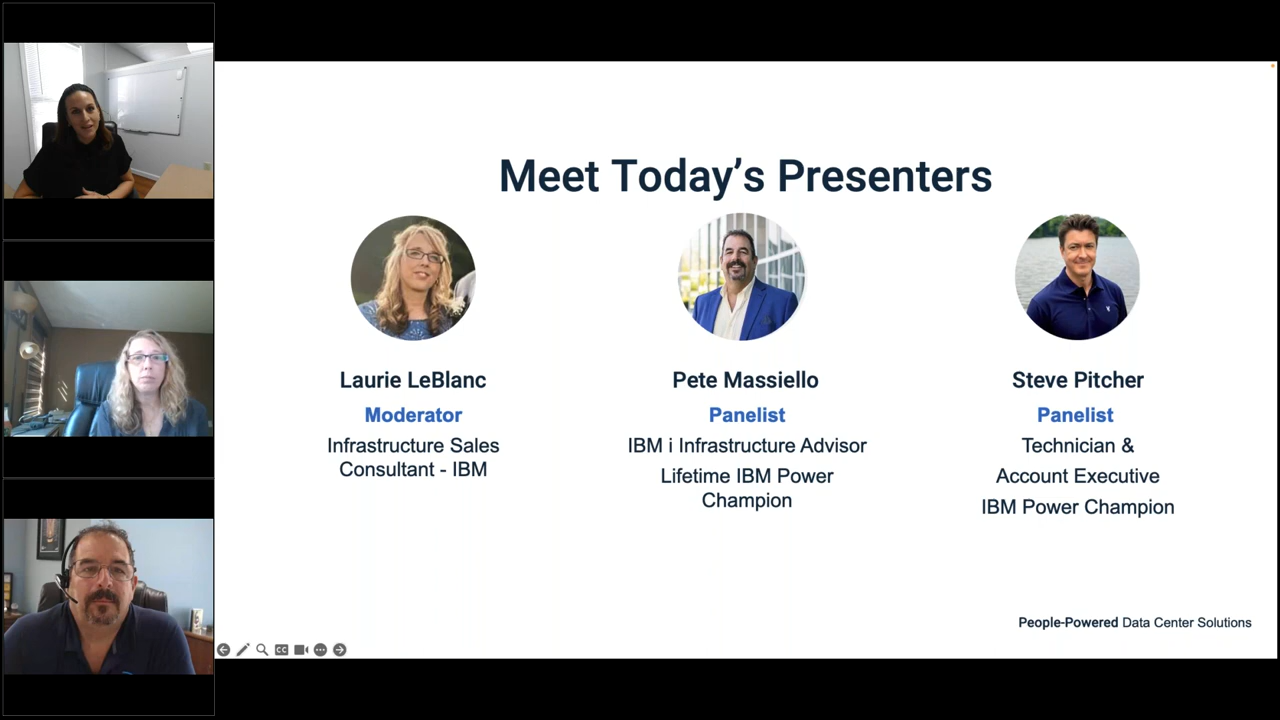 Meet Today's Presenters
Laurie LeBlanc
Moderator
Infrastructure Sales
Consultant - IBM
Pete Massiello
Panelist
IBM i Infrastructure Advisor
Lifetime IBM Power
Champion
Steve Pitcher
Panelist
Technician &
Account Executive
IBM Power Champion
People-Powered Data Center Solutions
CC